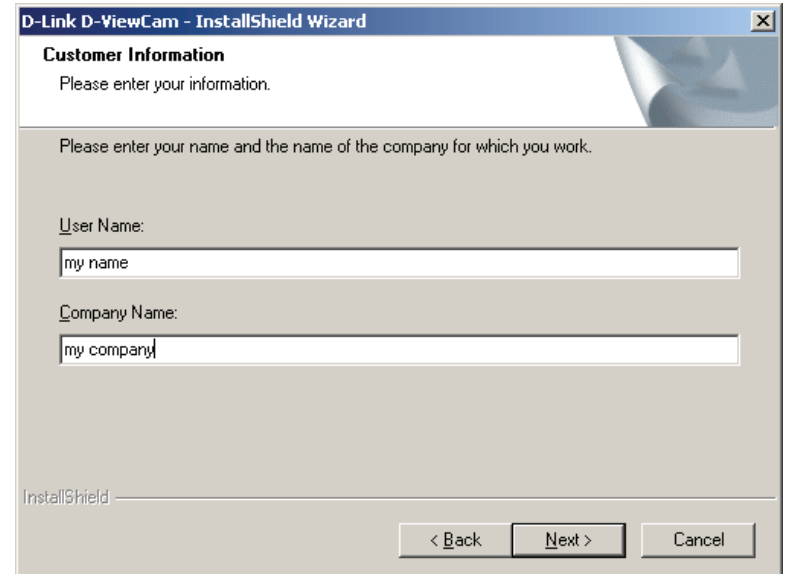 D-Link D-ViewCam - InstallShield Wizard
Customer Information
Please enter your information.
Please enter your name and the name of the company for which you work.
User Name:
my name
Company Name:
my company
InstallShield
< Back
Next >
Cancel